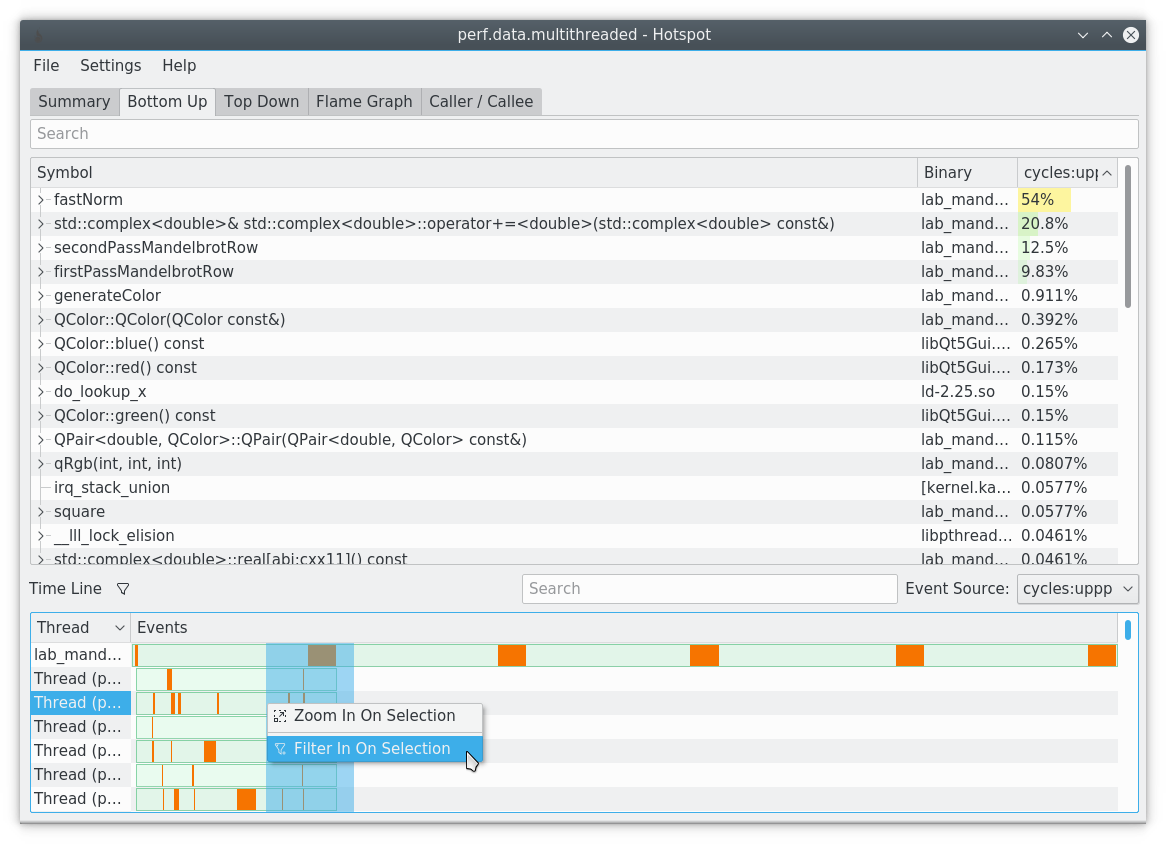 perf.data.multithreaded - Hotspot
File Settings Help
Summary Bottom Up Top Down Flame Graph Caller / Callee
Search
Symbol Binary cycles:upp
fastNorm lab_mand... 54%
std::complex<double>& std::complex<double>::operator+=<double>(std::complex<double> const&) lab_mand... 20.8%
secondPassMandelbrotRow lab_mand... 12.5%
firstPassMandelbrotRow lab_mand... 9.83%
generateColor lab_mand... 0.911%
QColor::QColor(QColor const&) lab_mand... 0.392%
QColor::blue() const libQt5Gui.... 0.265%
QColor::red() const libQt5Gui.... 0.173%
do_lookup_x ld-2.25.so 0.15%
QColor::green() const libQt5Gui.... 0.15%
QPair<double, QColor>::QPair(QPair<double, QColor> const&) lab_mand... 0.115%
qRgb(int, int, int) lab_mand... 0.0807%
irq_stack_union [kernel.ka... 0.0577%
square lab_mand... 0.0577%
__lll_lock_elision libpthread... 0.0461%
std::complex<double>::real[abi:cxx11]() const lab_mand... 0.0461%
Time Line Search Event Source: cycles:uppp
Thread Events
lab_mand...
Thread (p...
Thread (p...
Zoom In On Selection
Thread (p...
Filter In On Selection
Thread (p...
Thread (p...
Thread (p...